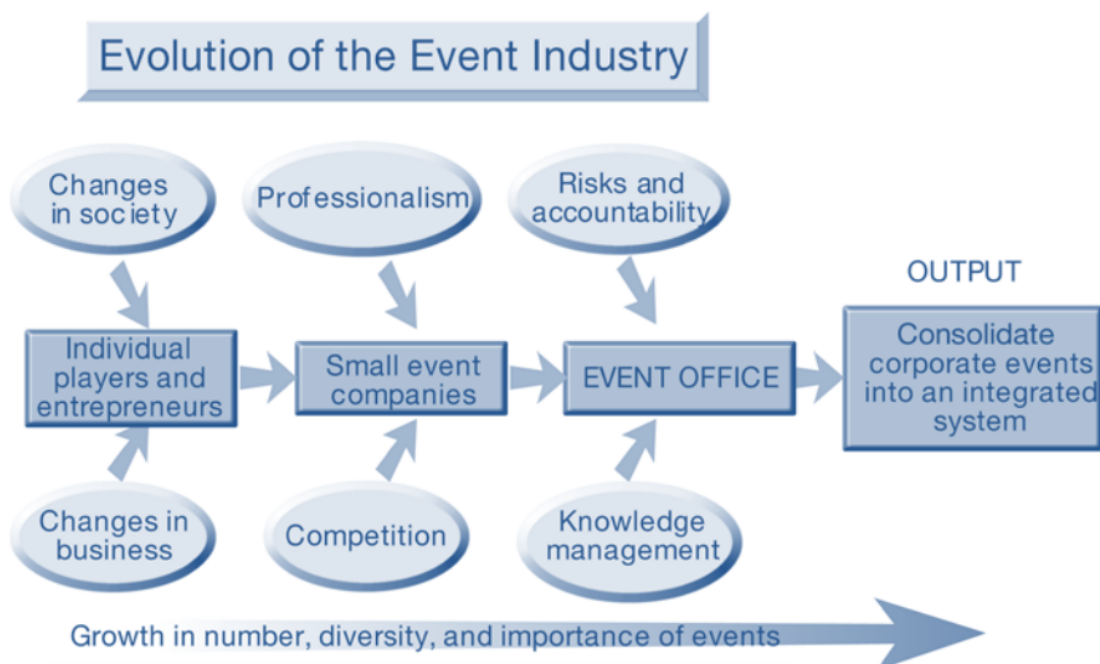 Evolution of the Event Industry
Changes
in society
Professionalism
Risks and
accountability
OUTPUT
Individual
players and
entrepreneurs
Small event
companies
EVENT OFFICE
Consolidate
corporate events
into an integrated
system
Changes in
business
Competition
Knowledge
management
Growth in number, diversity, and importance of events